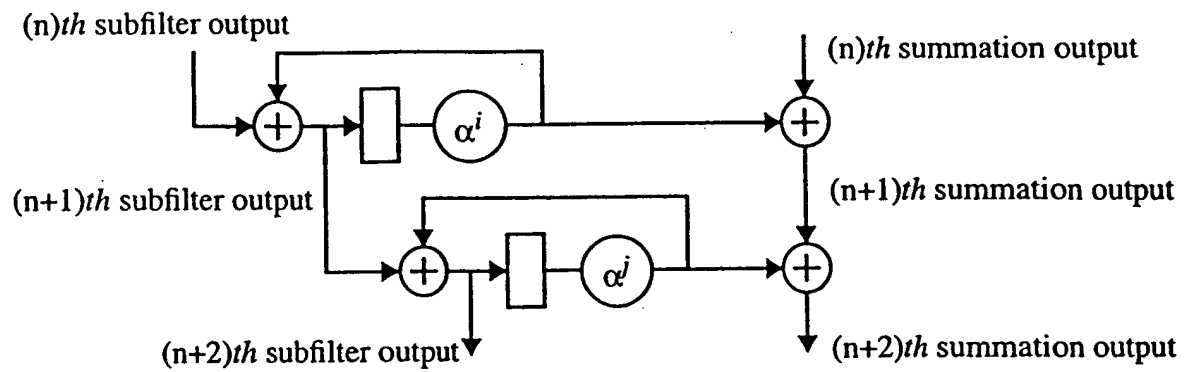 (n)th subfilter output
(n)th summation output
+
α^i
+
(n+1)th subfilter output
(n+1)th summation output
+
α^j
+
(n+2)th subfilter output
(n+2)th summation output